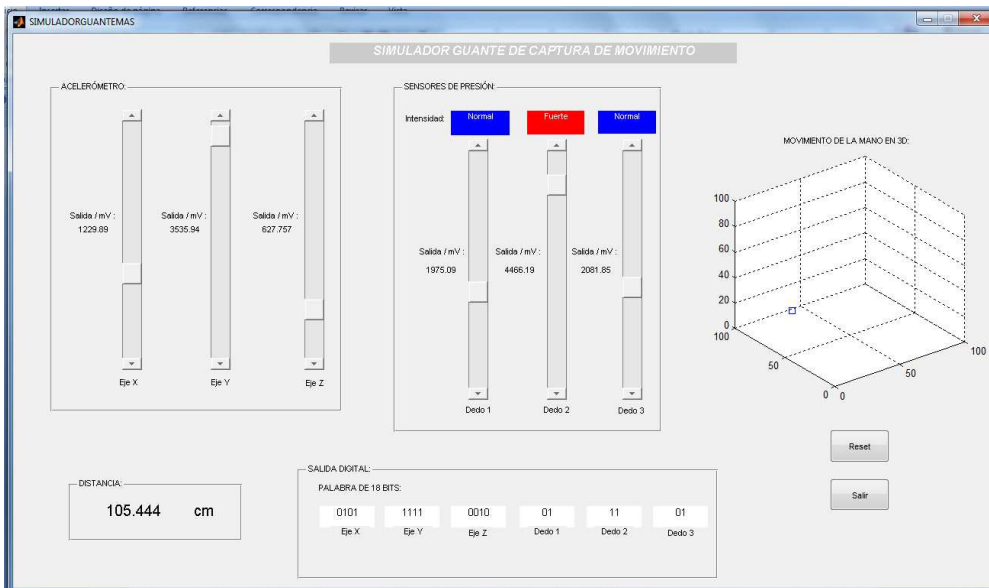 SIMULADORGUANTEMAS
SIMULADOR GUANTE DE CAPTURA DE MOVIMIENTO
ACELERÓMETRO:
Salida / mV :
1229.89
Salida / mV :
3535.94
Salida / mV :
627.757
Eje X
Eje Y
Eje Z
SENSORES DE PRESIÓN:
Intensidad:
Normal
Fuerte
Normal
Salida / mV :
1975.09
Salida / mV :
4466.19
Salida / mV :
2081.85
Dedo 1
Dedo 2
Dedo 3
MOVIMIENTO DE LA MANO EN 3D:
100
80
60
40
20
0
100
50
0
0
50
100
Reset
Salir
DISTANCIA:
105.444 cm
SALIDA DIGITAL:
PALABRA DE 18 BITS:
0101 1111 0010 01 11 01
Eje X Eje Y Eje Z Dedo 1 Dedo 2 Dedo 3